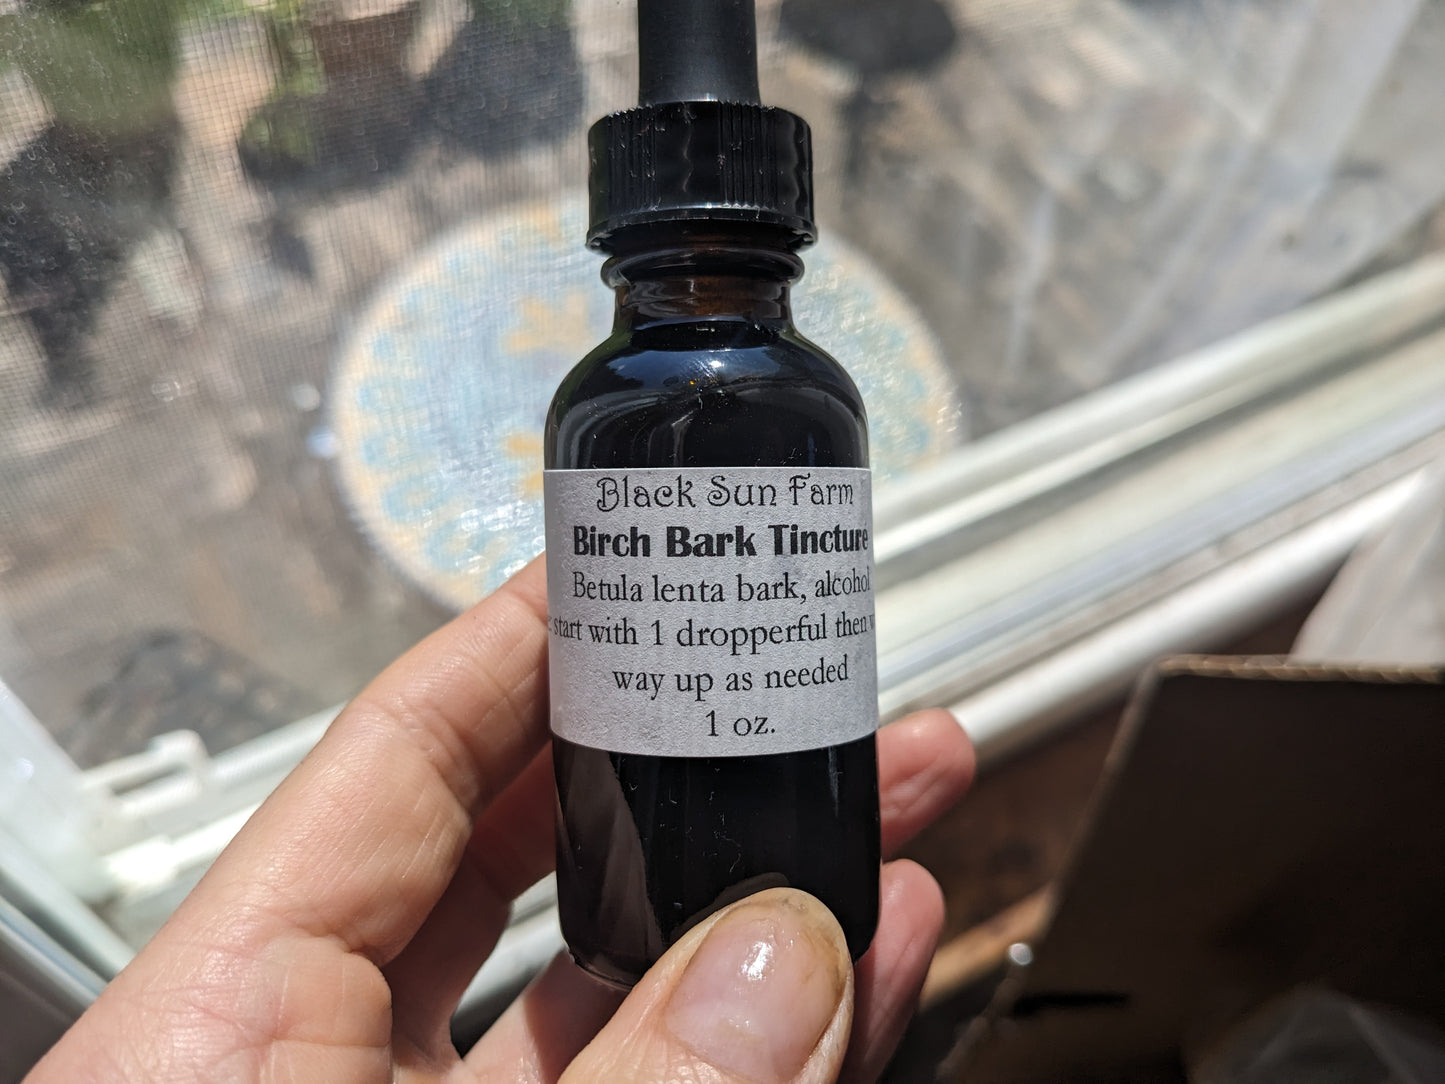 Black Sun Farm
Birch Bark Tincture
Betula lenta bark, alcohol
start with 1 dropperful then
way up as needed
1 oz.